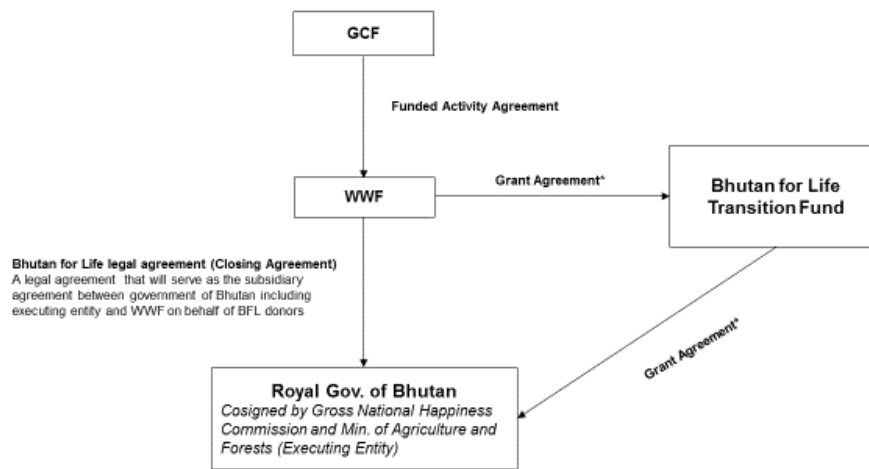 GCF
Funded Activity Agreement
WWF
Grant Agreement*
Bhutan for Life
Transition Fund
Bhutan for Life legal agreement (Closing Agreement)
A legal agreement that will serve as the subsidiary
agreement between government of Bhutan including
executing entity and WWF on behalf of BFL donors
Grant Agreement*
Royal Gov. of Bhutan
Cosigned by Gross National Happiness
Commission and Min. of Agriculture and
Forests (Executing Entity)